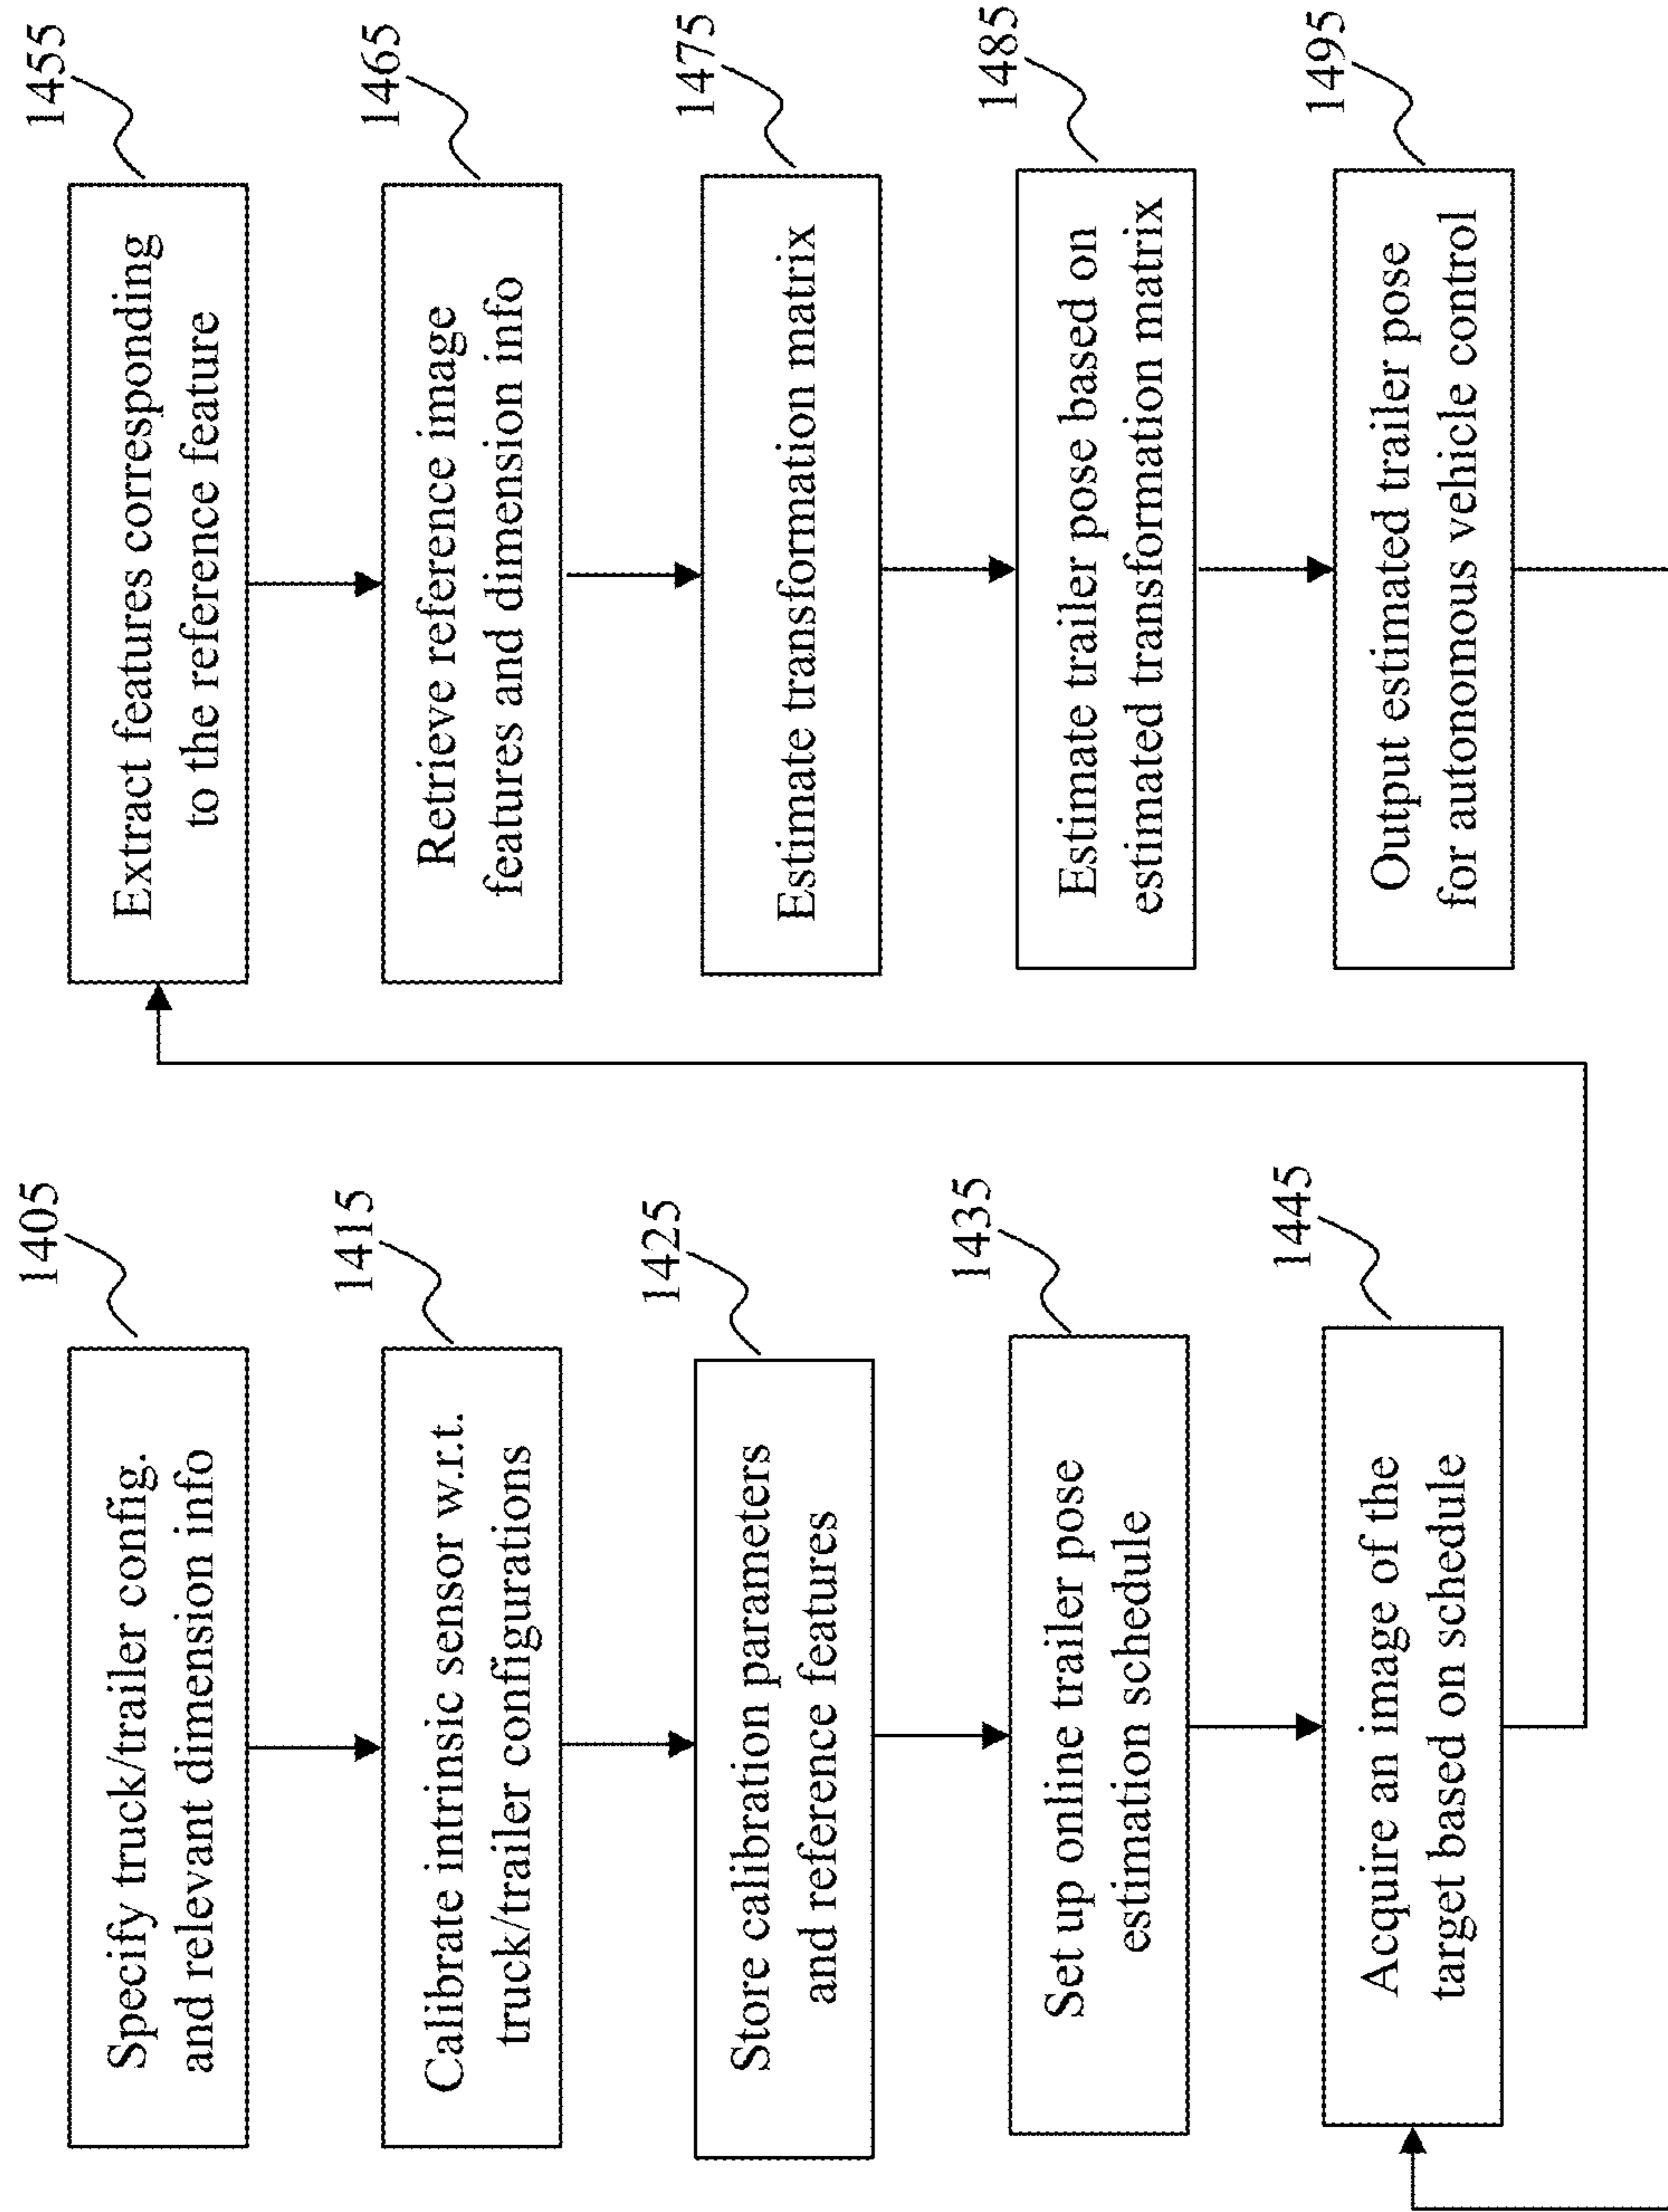 1405
Specify truck/trailer config.
and relevant dimension info
1415
Calibrate intrinsic sensor w.r.t.
truck/trailer configurations
1425
Store calibration parameters
and reference features
1435
Set up online trailer pose
estimation schedule
1445
Acquire an image of the
target based on schedule
1455
Extract features corresponding
to the reference feature
1465
Retrieve reference image
features and dimension info
1475
Estimate transformation matrix
1485
Estimate trailer pose based on
estimated transformation matrix
1495
Output estimated trailer pose
for autonomous vehicle control